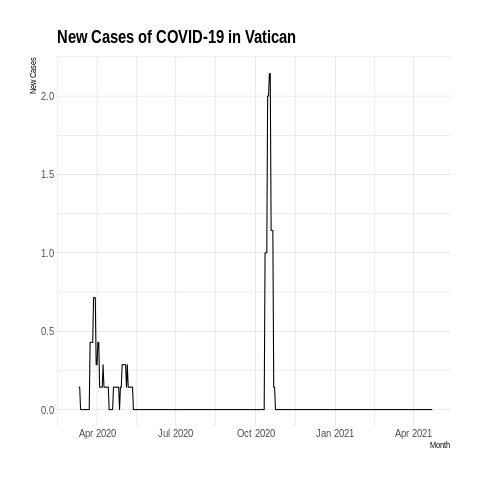 New Cases of COVID-19 in Vatican
New Cases
2.0
1.5
1.0
0.5
0.0
Apr 2020 Jul 2020 Oct 2020 Jan 2021 Apr 2021
Month